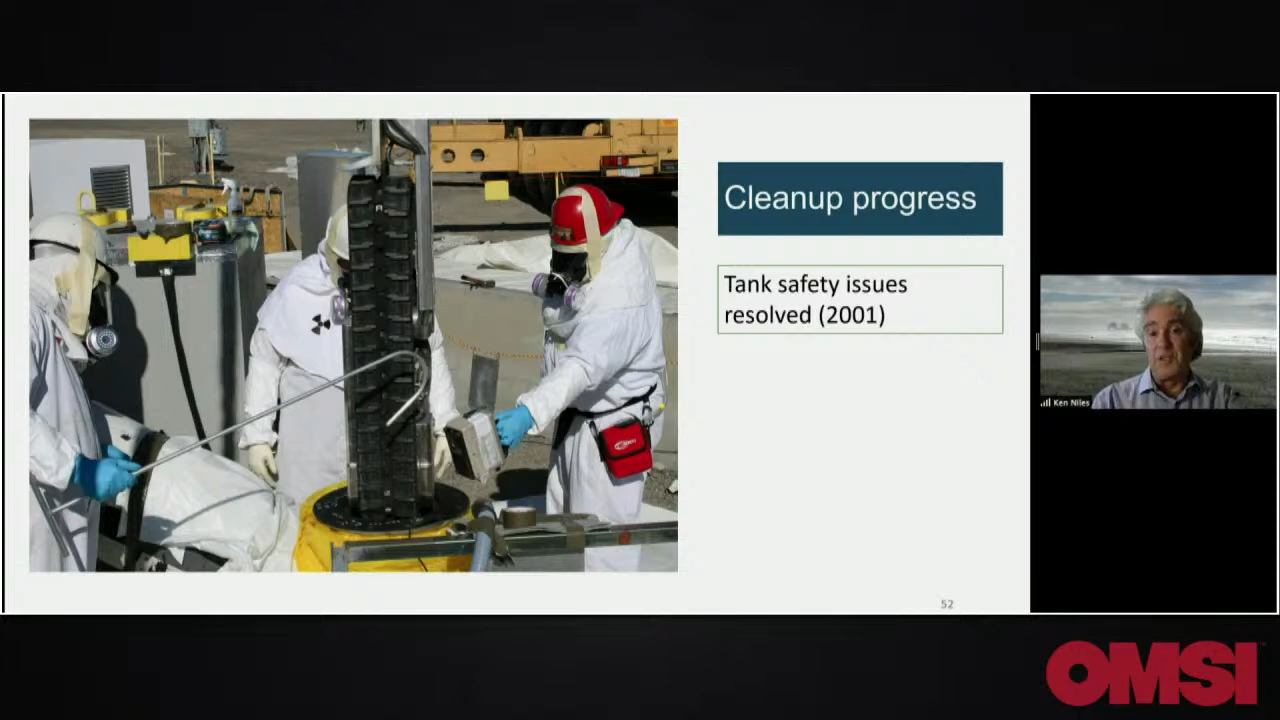 Cleanup progress
Tank safety issues
resolved (2001)
Ken Niles
52
OMSI